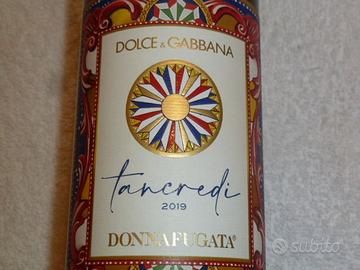 DOLCE & GABBANA
tancredi
2019
DONNAFUGATA®
subito